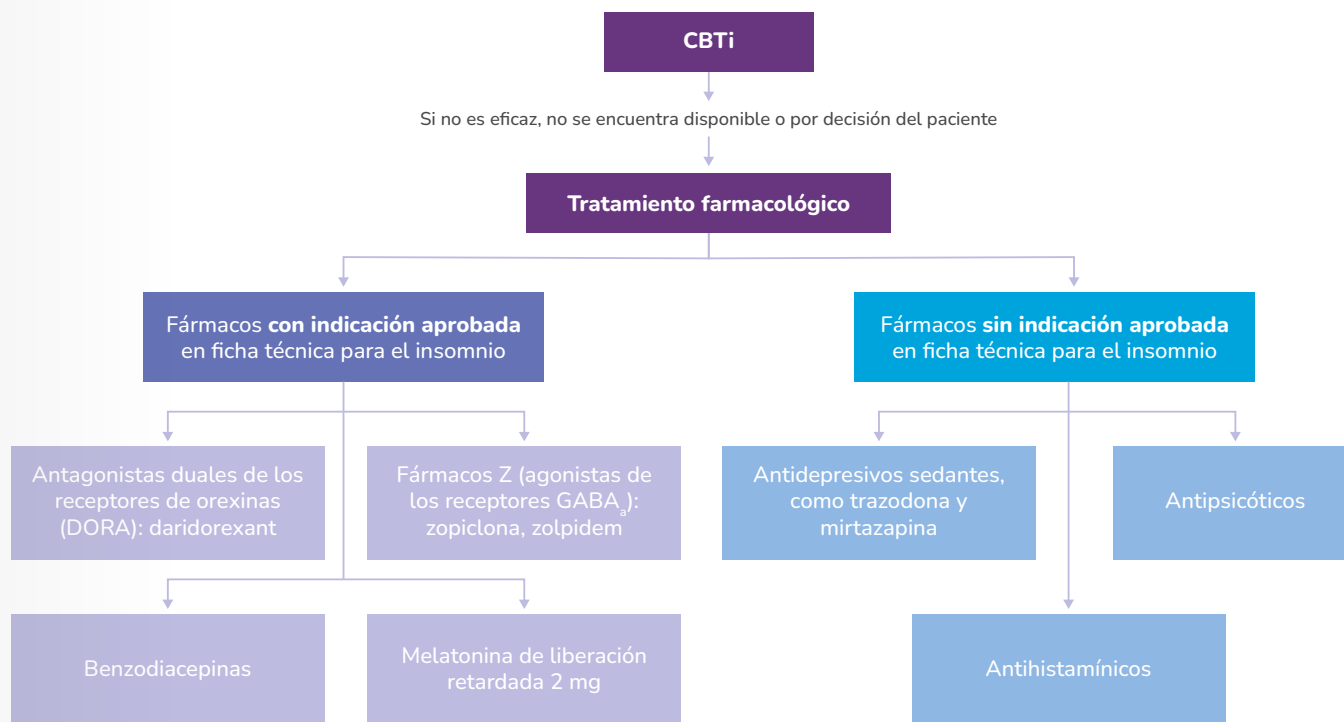 CBTi
Si no es eficaz, no se encuentra disponible o por decisión del paciente
Tratamiento farmacológico
Fármacos con indicación aprobada
en ficha técnica para el insomnio
Fármacos sin indicación aprobada
en ficha técnica para el insomnio
Antagonistas duales de los
receptores de orexinas
(DORA): daridorexant
Fármacos Z (agonistas de
los receptores GABAa):
zopiclona, zolpidem
Antidepresivos sedantes,
como trazodona y
mirtazapina
Antipsicóticos
Benzodiacepinas
Melatonina de liberación
retardada 2 mg
Antihistamínicos